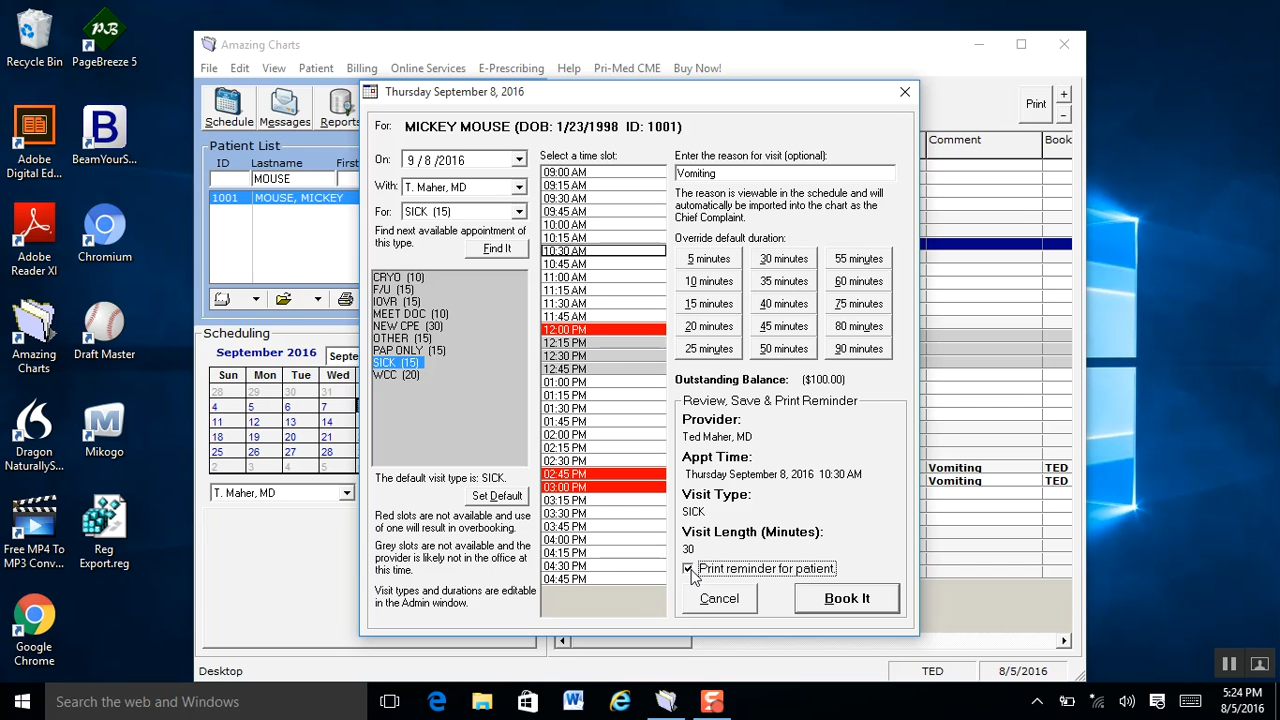 Recycle Bin
PageBreeze 5
Adobe
Digital Ed...
BeamYourS...
Adobe
Reader XI
Chromium
Amazing
Charts
Draft Master
Dragon
NaturallyS...
Mikogo
Free MP4 To
MP3 Conv...
Reg
Export
Google
Chrome
Amazing Charts
File Edit View Patient Billing Online Services E-Prescribing Help Pri-Med CME Buy Now!
Schedule Messages Reports
Print + -
Patient List
ID Lastname First
MOUSE
1001 MOUSE, MICKEY
Scheduling
September 2016 Septe
Sun Mon Tue Wed
28 29 30 31
4 5 6 7
11 12 13 14
18 19 20 21
25 26 27 28
2 3 4 5
T. Maher, MD
Comment Book
Vomiting TED
Vomiting TED
Thursday September 8, 2016
For: MICKEY MOUSE (DOB: 1/23/1998 ID: 1001)
On: 9 / 8 /2016
With: T. Maher, MD
For: SICK (15)
Find next available appointment of
this type.
Find It
CRYO (10)
F/U (15)
IOVR (15)
MEET DOC (10)
NEW CPE (30)
OTHER (15)
PAP ONLY (15)
SICK (15)
WCC (20)
The default visit type is: SICK.
Set Default
Red slots are not available and use
of one will result in overbooking.
Grey slots are not available and the
provider is likely not in the office at
this time.
Visit types and durations are editable
in the Admin window.
Select a time slot:
09:00 AM
09:15 AM
09:30 AM
09:45 AM
10:00 AM
10:15 AM
10:30 AM
10:45 AM
11:00 AM
11:15 AM
11:30 AM
11:45 AM
12:00 PM
12:15 PM
12:30 PM
12:45 PM
01:00 PM
01:15 PM
01:30 PM
01:45 PM
02:00 PM
02:15 PM
02:30 PM
02:45 PM
03:00 PM
03:15 PM
03:30 PM
03:45 PM
04:00 PM
04:15 PM
04:30 PM
04:45 PM
Enter the reason for visit (optional):
Vomiting
The reason is viewable in the schedule and will
automatically be imported into the chart as the
Chief Complaint.
Override default duration:
5 minutes 30 minutes 55 minutes
10 minutes 35 minutes 60 minutes
15 minutes 40 minutes 75 minutes
20 minutes 45 minutes 80 minutes
25 minutes 50 minutes 90 minutes
Outstanding Balance: ($100.00)
Review, Save & Print Reminder
Provider:
Ted Maher, MD
Appt Time:
Thursday September 8, 2016 10:30 AM
Visit Type:
SICK
Visit Length (Minutes):
30
Print reminder for patient
Cancel Book It
Desktop TED 8/5/2016
Search the web and Windows
5:24 PM
8/5/2016